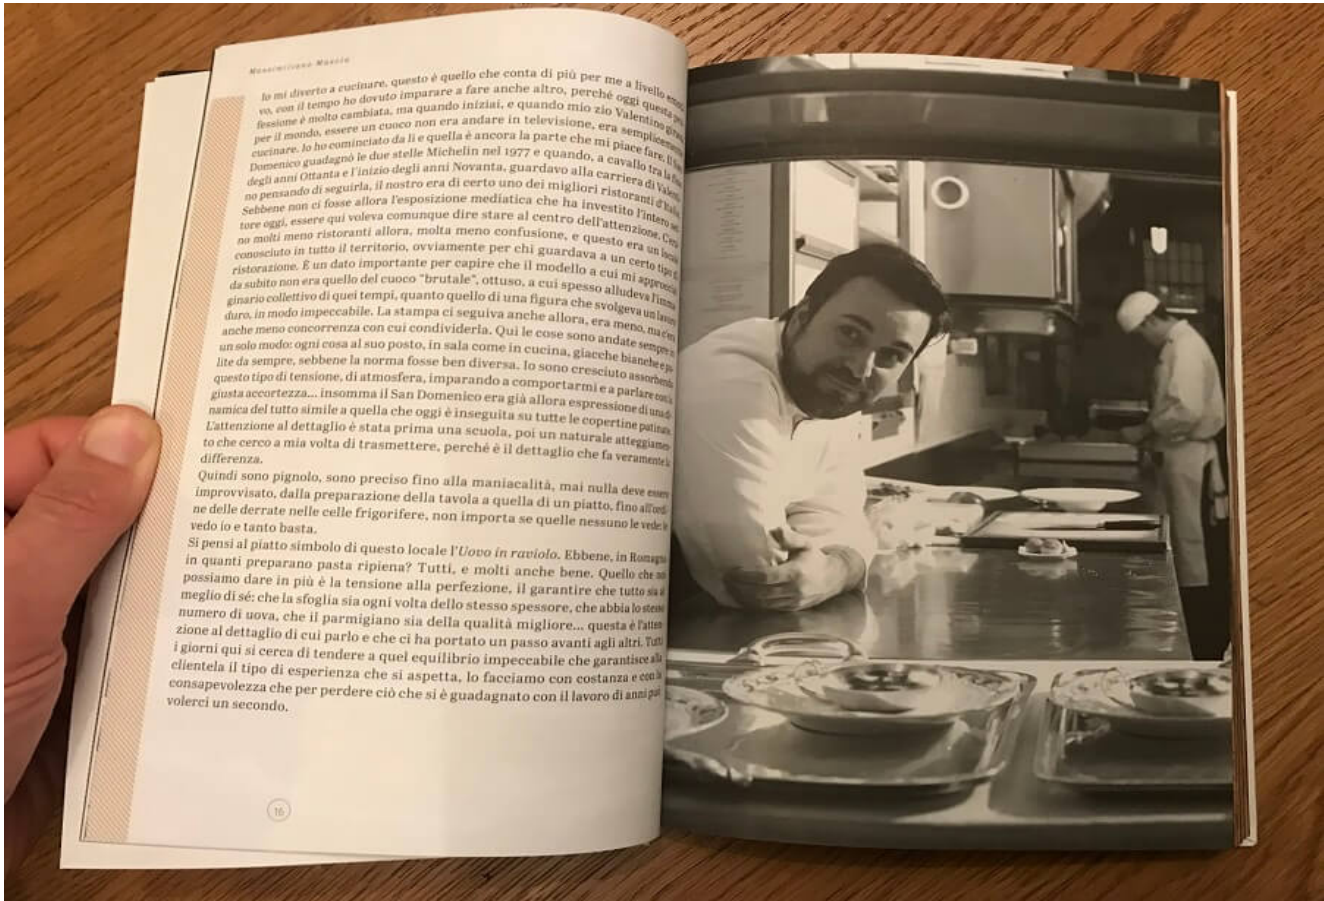 Massimiliano Mascia
Io mi diverto a cucinare, questo è quello che conta di più per me a livello emoti-
vo, con il tempo ho dovuto imparare a fare anche altro, perché oggi questa pro-
fessione è molto cambiata, ma quando iniziai, e quando mio zio Valentino girava
per il mondo, essere un cuoco non era andare in televisione, era semplicemente
cucinare. Io ho cominciato da lì e quella è ancora la parte che mi piace fare. Il San
Domenico guadagnò le due stelle Michelin nel 1977 e quando, a cavallo tra la fine
degli anni Ottanta e l'inizio degli anni Novanta, guardavo alla carriera di Valenti-
no pensando di seguirla, il nostro era di certo uno dei migliori ristoranti d'Italia.
Sebbene non ci fosse allora l'esposizione mediatica che ha investito l'intero set-
tore oggi, essere qui voleva comunque dire stare al centro dell'attenzione. C'era-
no molti meno ristoranti allora, molta meno confusione, e questo era un locale
conosciuto in tutto il territorio, ovviamente per chi guardava a un certo tipo di
ristorazione. È un dato importante per capire che il modello a cui mi approcciai
da subito non era quello del cuoco "brutale", ottuso, a cui spesso alludeva l'imma-
ginario collettivo di quei tempi, quanto quello di una figura che svolgeva un lavoro
duro, in modo impeccabile. La stampa ci seguiva anche allora, era meno, ma c'era
anche meno concorrenza con cui condividerla. Qui le cose sono andate sempre in
un solo modo: ogni cosa al suo posto, in sala come in cucina, giacche bianche e pu-
lite da sempre, sebbene la norma fosse ben diversa. Io sono cresciuto assorbendo
questo tipo di tensione, di atmosfera, imparando a comportarmi e a parlare con la
giusta accortezza... insomma il San Domenico era già allora espressione di una di-
namica del tutto simile a quella che oggi è inseguita su tutte le copertine patinate.
L'attenzione al dettaglio è stata prima una scuola, poi un naturale atteggiamen-
to che cerco a mia volta di trasmettere, perché è il dettaglio che fa veramente la
differenza.
Quindi sono pignolo, sono preciso fino alla maniacalità, mai nulla deve essere
improvvisato, dalla preparazione della tavola a quella di un piatto, fino all'ordi-
ne delle derrate nelle celle frigorifere, non importa se quelle nessuno le vede: le
vedo io e tanto basta.
Si pensi al piatto simbolo di questo locale l'Uovo in raviolo. Ebbene, in Romagna
in quanti preparano pasta ripiena? Tutti, e molti anche bene. Quello che noi
possiamo dare in più è la tensione alla perfezione, il garantire che tutto sia al
meglio di sé: che la sfoglia sia ogni volta dello stesso spessore, che abbia lo stesso
numero di uova, che il parmigiano sia della qualità migliore... questa è l'atten-
zione al dettaglio di cui parlo e che ci ha portato un passo avanti agli altri. Tutti
i giorni qui si cerca di tendere a quel equilibrio impeccabile che garantisce alla
clientela il tipo di esperienza che si aspetta, lo facciamo con costanza e con la
consapevolezza che per perdere ciò che si è guadagnato con il lavoro di anni può
volerci un secondo.
16